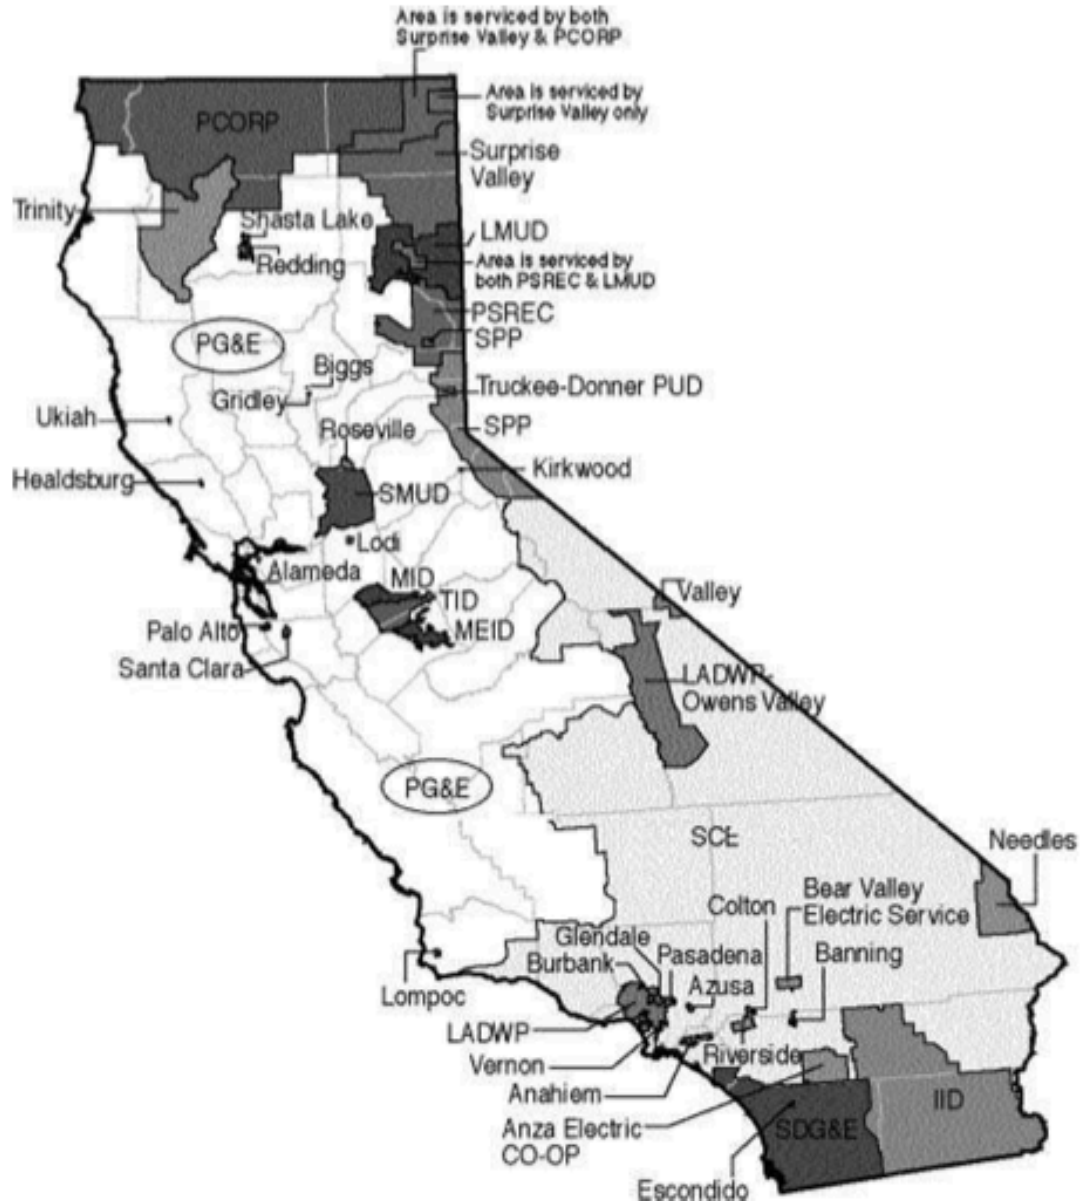 Area is serviced by both
Surprise Valley & PCORP
Area is serviced by
Surprise Valley only
PCORP
Surprise
Valley
Trinity
Shasta Lake
LMUD
Redding
Area is serviced by
both PSREC & LMUD
PSREC
SPP
PG&E
Biggs
Truckee-Donner PUD
Gridley
Ukiah
SPP
Roseville
Kirkwood
Healdsburg
SMUD
Lodi
Alameda
MID
Valley
TID
Palo Alto
MEID
Santa Clara
LADWP-
Owens Valley
PG&E
SCE
Needles
Bear Valley
Electric Service
Colton
Glendale
Pasadena
Banning
Burbank
Azusa
Lompoc
LADWP
Vernon
Riverside
Anahiem
IID
Anza Electric
CO-OP
SDG&E
Escondido